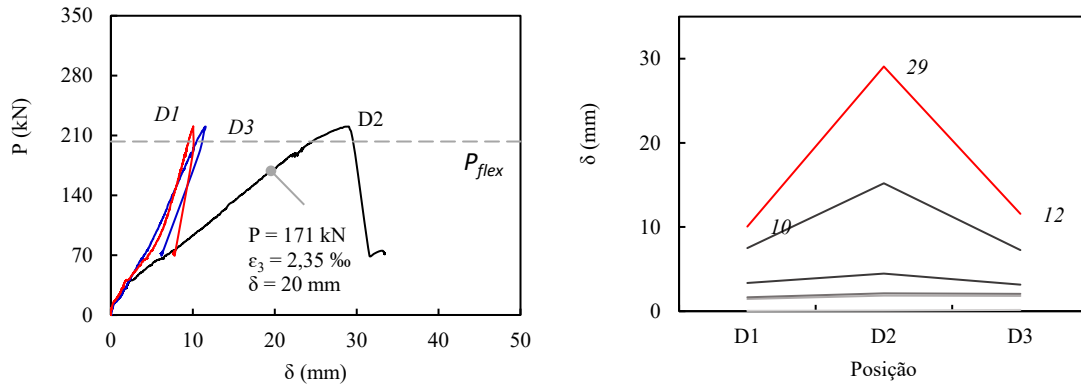 350
280
210
140
70
0
P (kN)
D1
D3
D2
P_flex
P = 171 kN
ε₃ = 2,35 ‰
δ = 20 mm
0 10 20 30 40 50
δ (mm)
30
20
10
0
δ (mm)
29
10
12
D1 D2 D3
Posição